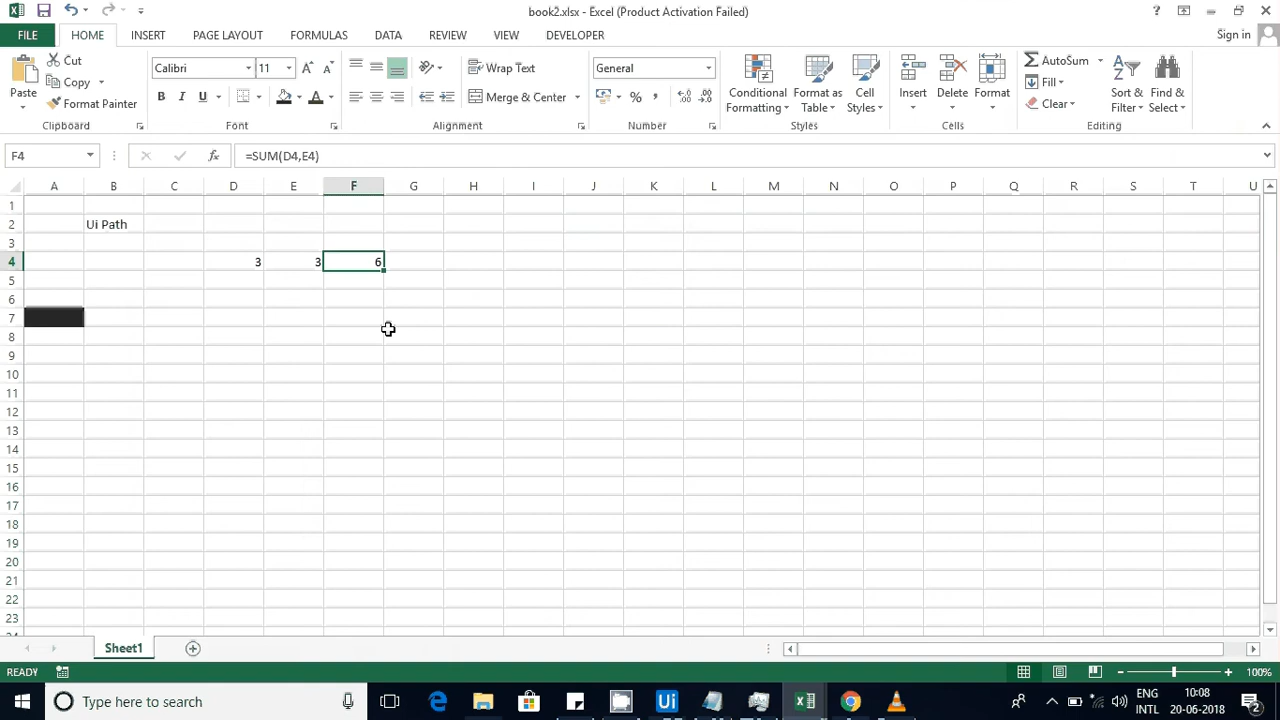 book2.xlsx - Excel (Product Activation Failed)
?
FILE HOME INSERT PAGE LAYOUT FORMULAS DATA REVIEW VIEW DEVELOPER Sign in
Paste
Cut
Copy
Format Painter
Clipboard
Calibri 11
B I U
Font
Wrap Text
Merge & Center
Alignment
General
%
Number
Conditional Formatting
Format as Table
Cell Styles
Styles
Insert
Delete
Format
Cells
AutoSum
Fill
Clear
Sort & Filter
Find & Select
Editing
F4 fx =SUM(D4,E4)
A B C D E F G H I J K L M N O P Q R S T U
1
2 Ui Path
3
4 3 3 6
5
6
7
8
9
10
11
12
13
14
15
16
17
18
19
20
21
22
23
24
Sheet1
READY 100%
Type here to search
Ui
ENG
INTL
10:08
20-06-2018
2